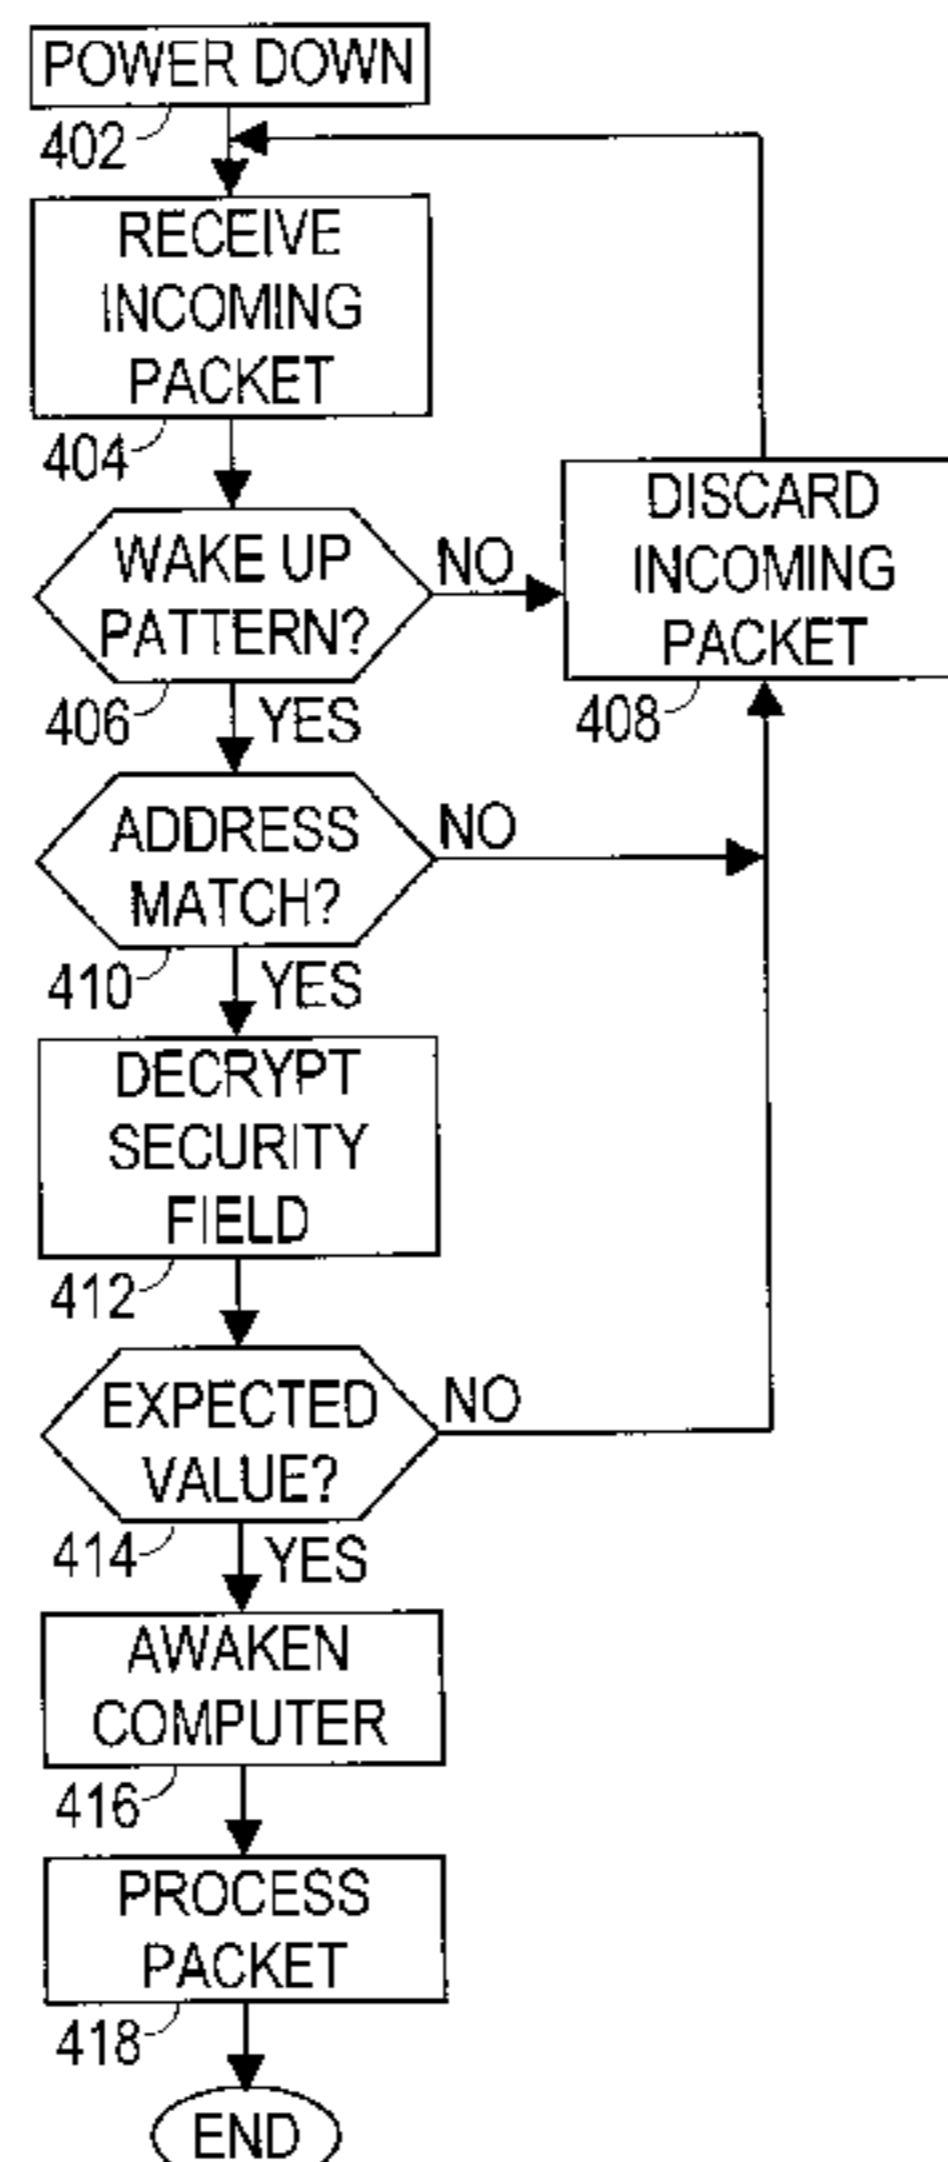 POWER DOWN
402
RECEIVE
INCOMING
PACKET
404
WAKE UP
PATTERN?
406
NO
YES
DISCARD
INCOMING
PACKET
408
ADDRESS
MATCH?
410
NO
YES
DECRYPT
SECURITY
FIELD
412
EXPECTED
VALUE?
414
NO
YES
AWAKEN
COMPUTER
416
PROCESS
PACKET
418
END